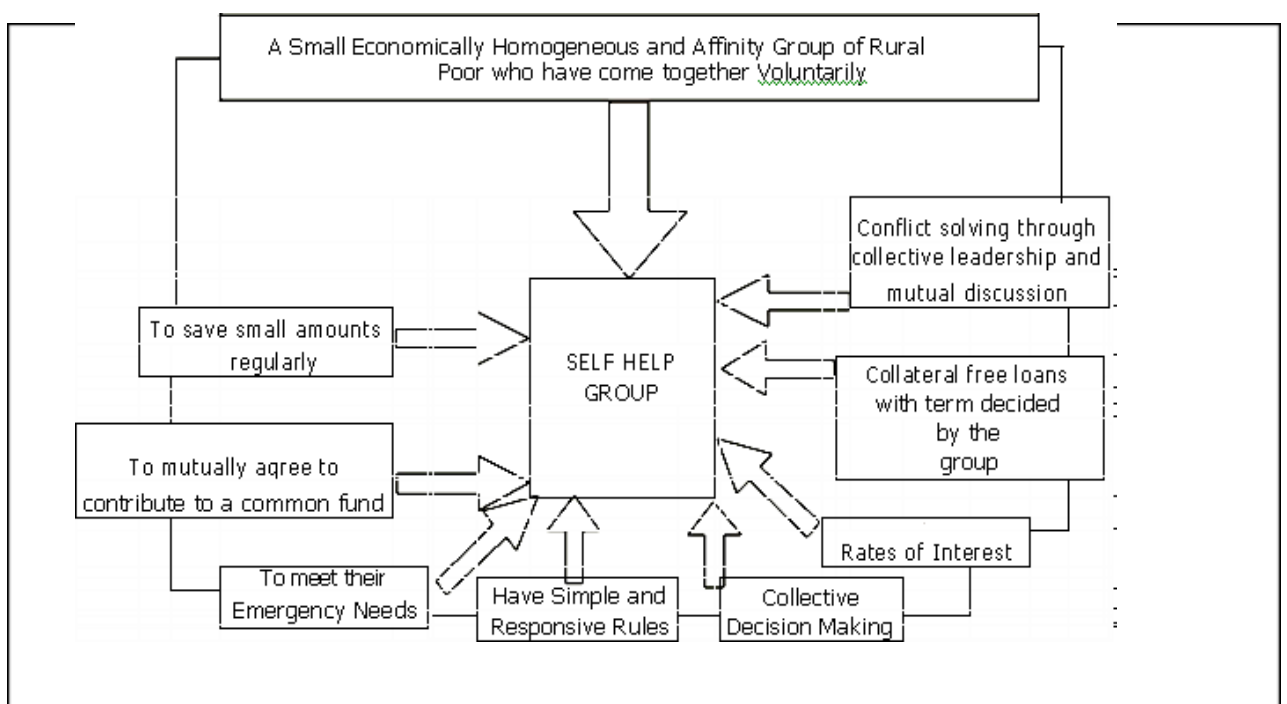 A Small Economically Homogeneous and Affinity Group of Rural
Poor who have come together Voluntarily
Conflict solving through
collective leadership and
mutual discussion
To save small amounts
regularly
SELF HELP
GROUP
Collateral free loans
with term decided
by the
group
To mutually agree to
contribute to a common fund
Rates of Interest
To meet their
Emergency Needs
Have Simple and
Responsive Rules
Collective
Decision Making